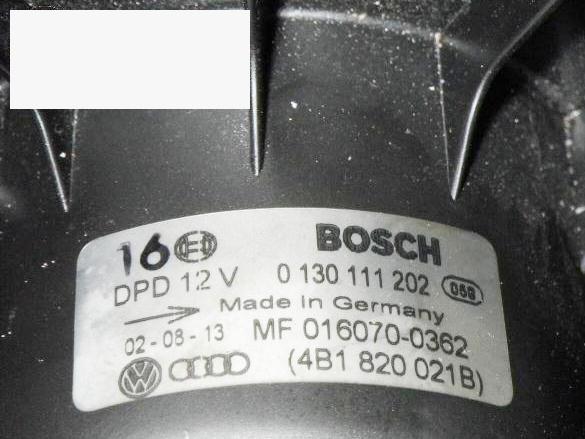 16 BOSCH
DPD 12 V 0 130 111 202 058
Made In Germany
02-08-13 MF 016070-0362
(4B1 820 021B)